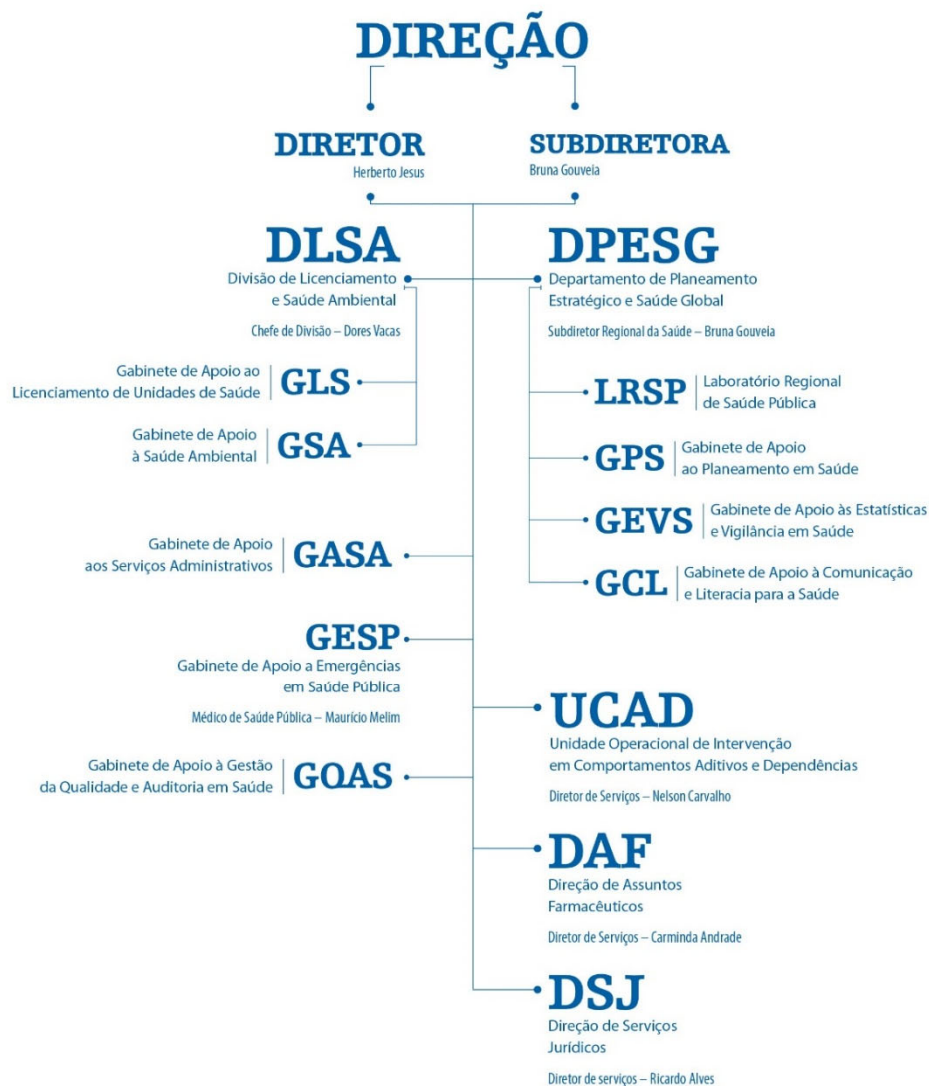 DIREÇÃO
DIRETOR
Herberto Jesus
SUBDIRETORA
Bruna Gouveia
DLSA
Divisão de Licenciamento
e Saúde Ambiental
Chefe de Divisão – Dores Vacas
DPESG
Departamento de Planeamento
Estratégico e Saúde Global
Subdiretor Regional da Saúde – Bruna Gouveia
Gabinete de Apoio ao
Licenciamento de Unidades de Saúde
GLS
Gabinete de Apoio
à Saúde Ambiental
GSA
LRSP
Laboratório Regional
de Saúde Pública
GPS
Gabinete de Apoio
ao Planeamento em Saúde
GEVS
Gabinete de Apoio às Estatísticas
e Vigilância em Saúde
GCL
Gabinete de Apoio à Comunicação
e Literacia para a Saúde
Gabinete de Apoio
aos Serviços Administrativos
GASA
GESP
Gabinete de Apoio a Emergências
em Saúde Pública
Médico de Saúde Pública – Maurício Melim
Gabinete de Apoio à Gestão
da Qualidade e Auditoria em Saúde
GQAS
UCAD
Unidade Operacional de Intervenção
em Comportamentos Aditivos e Dependências
Diretor de Serviços – Nelson Carvalho
DAF
Direção de Assuntos
Farmacêuticos
Diretor de Serviços – Carminda Andrade
DSJ
Direção de Serviços
Jurídicos
Diretor de serviços – Ricardo Alves